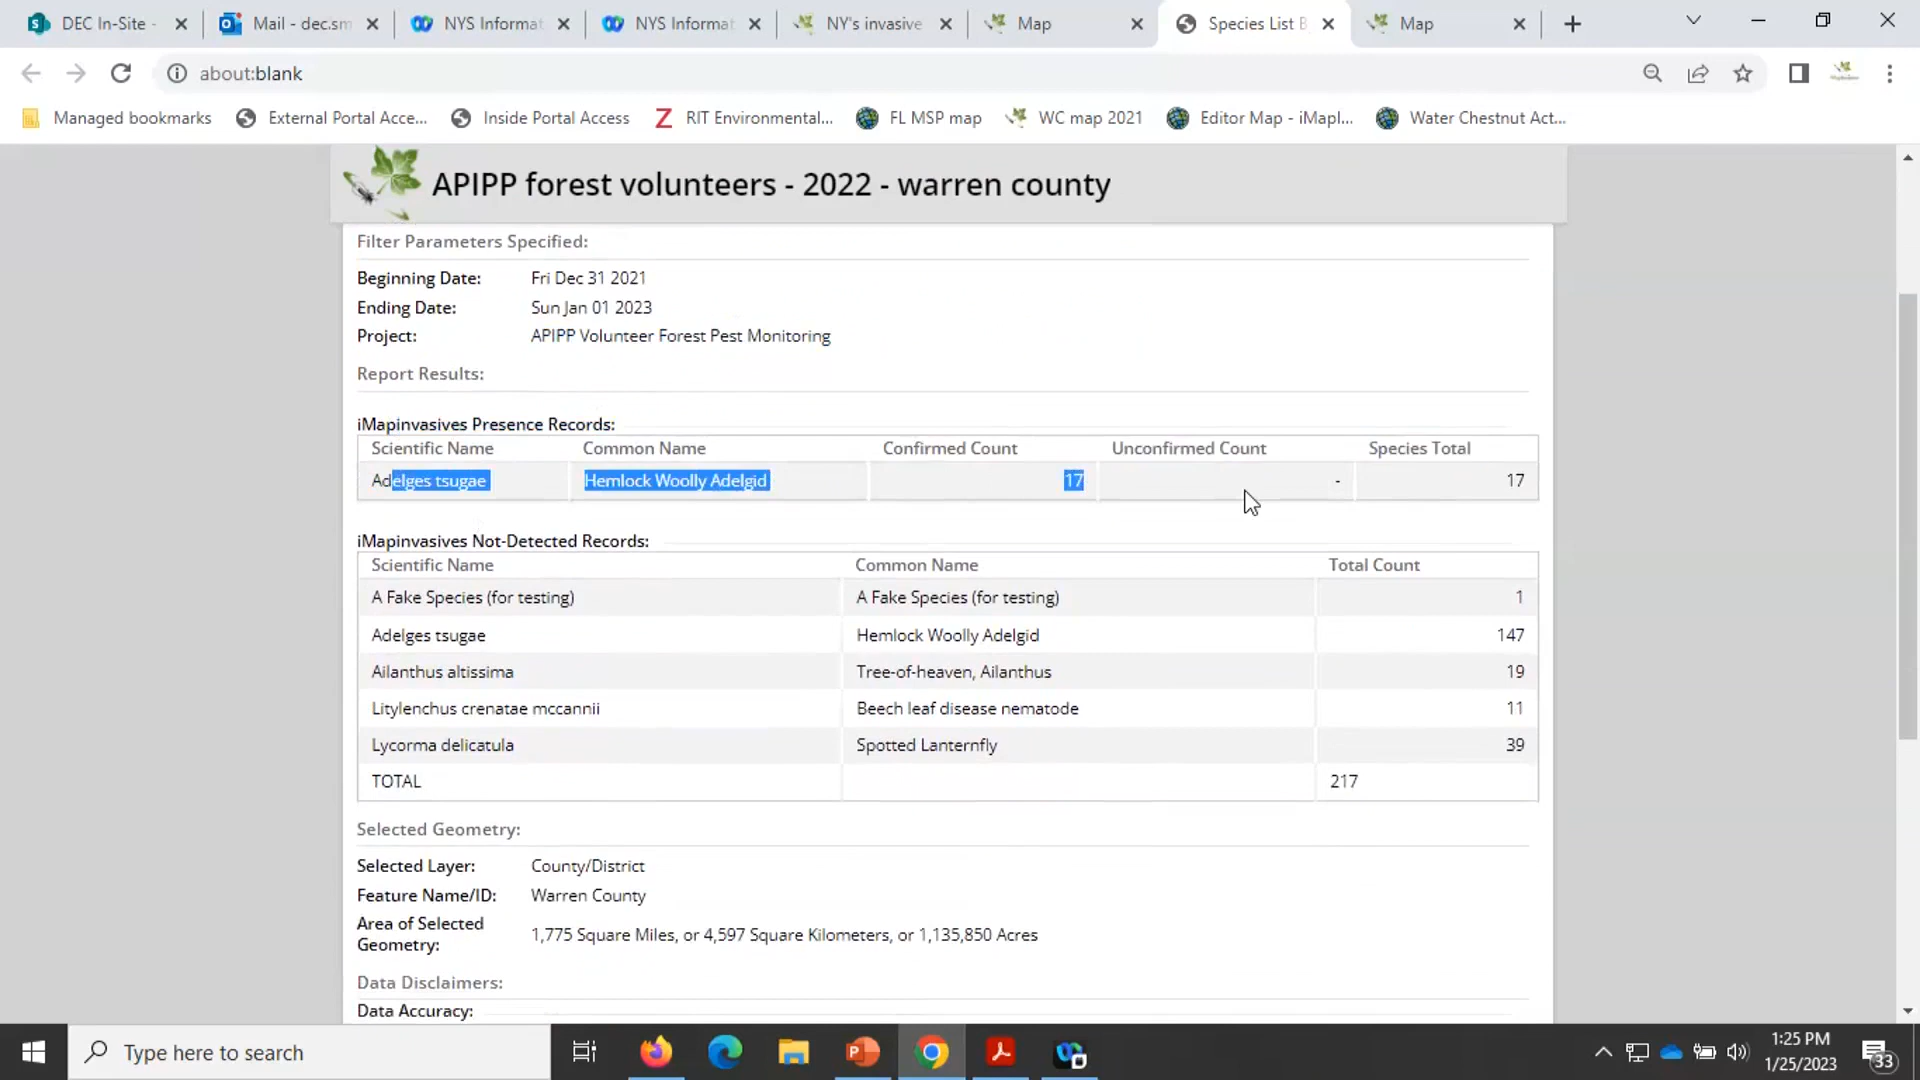 DEC In-Site - Mail - dec.sm NYS Informat NYS Informat NY's invasive Map Species List B Map
about:blank
Managed bookmarks External Portal Acce... Inside Portal Access RIT Environmental... FL MSP map WC map 2021 Editor Map - iMapI... Water Chestnut Act...
APIPP forest volunteers - 2022 - warren county
Filter Parameters Specified:
Beginning Date: Fri Dec 31 2021
Ending Date: Sun Jan 01 2023
Project: APIPP Volunteer Forest Pest Monitoring
Report Results:
iMapinvasives Presence Records:
Scientific Name Common Name Confirmed Count Unconfirmed Count Species Total
Adelges tsugae Hemlock Woolly Adelgid 17 - 17
iMapinvasives Not-Detected Records:
Scientific Name Common Name Total Count
A Fake Species (for testing) A Fake Species (for testing) 1
Adelges tsugae Hemlock Woolly Adelgid 147
Ailanthus altissima Tree-of-heaven, Ailanthus 19
Litylenchus crenatae mccannii Beech leaf disease nematode 11
Lycorma delicatula Spotted Lanternfly 39
TOTAL 217
Selected Geometry:
Selected Layer: County/District
Feature Name/ID: Warren County
Area of Selected
Geometry: 1,775 Square Miles, or 4,597 Square Kilometers, or 1,135,850 Acres
Data Disclaimers:
Data Accuracy:
Type here to search
1:25 PM
1/25/2023
33